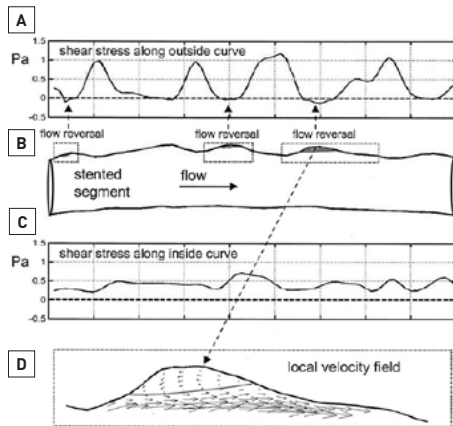 A
1.5
shear stress along outside curve
Pa
1
0.5
0
-0.5
flow reversal flow reversal flow reversal
B
stented
segment
flow
C
1.5
shear stress along inside curve
Pa
1
0.5
0
-0.5
D
local velocity field